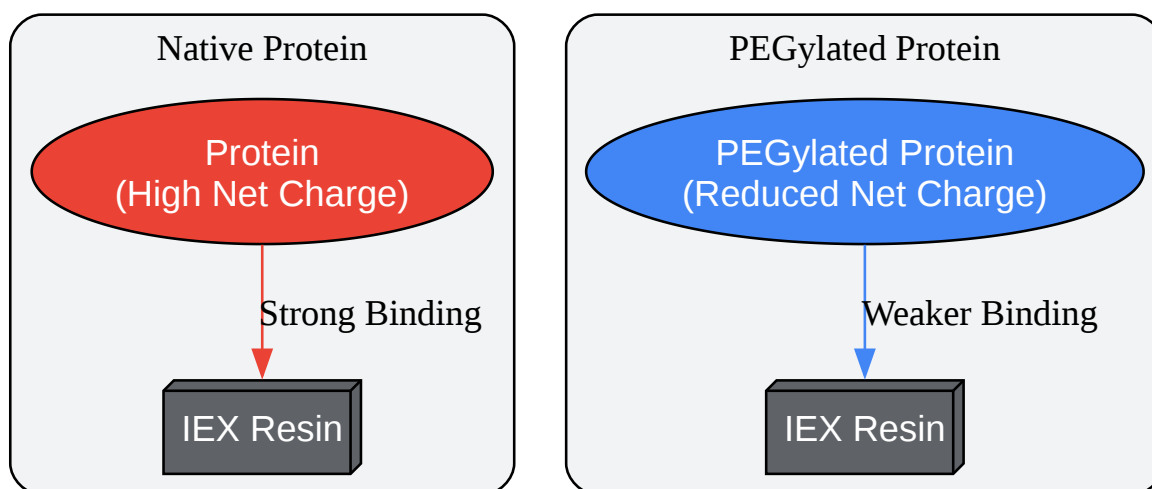 Native Protein
Protein
(High Net Charge)
Strong Binding
IEX Resin
PEGylated Protein
PEGylated Protein
(Reduced Net Charge)
Weaker Binding
IEX Resin